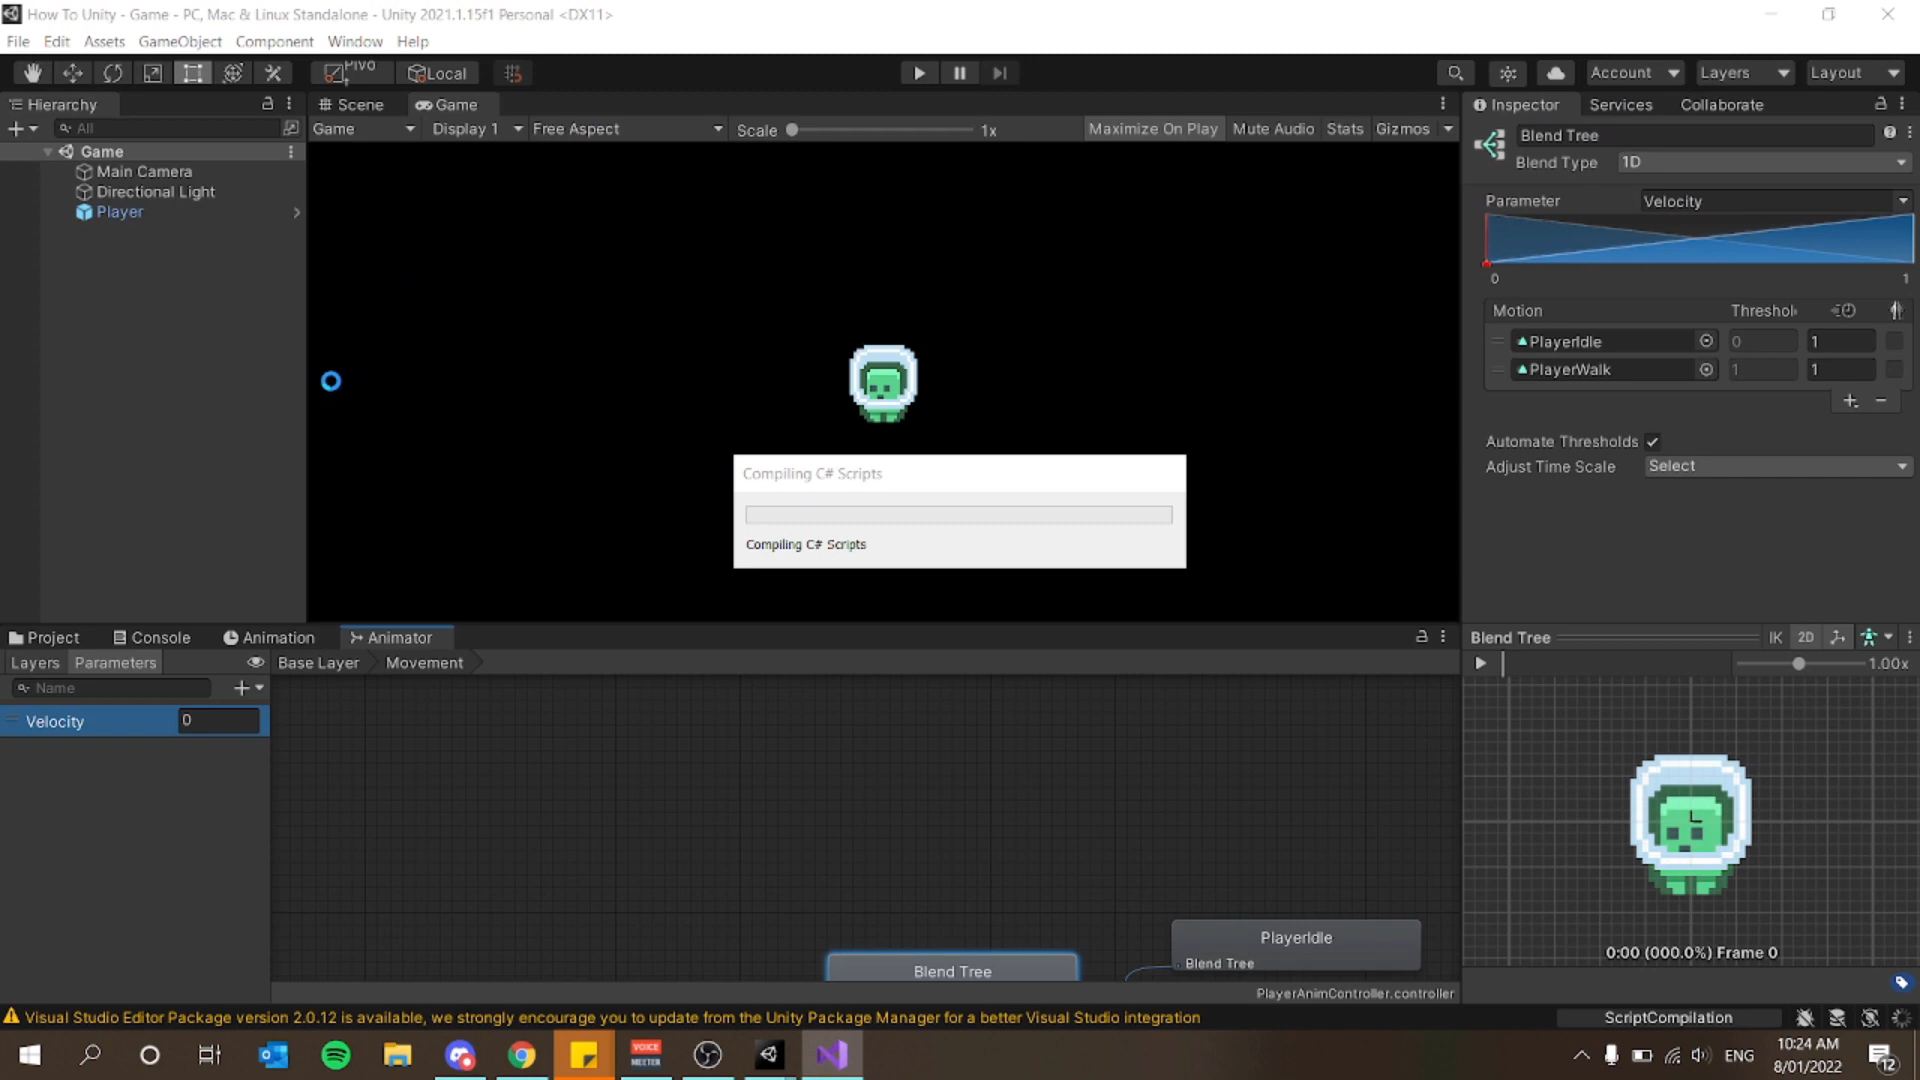 How To Unity - Game - PC, Mac & Linux Standalone - Unity 2021.1.15f1 Personal <DX11>
File Edit Assets GameObject Component Window Help
Pivo Local Account Layers Layout
Hierarchy
All
Game
Main Camera
Directional Light
Player
Scene Game
Game Display 1 Free Aspect Scale 1x Maximize On Play Mute Audio Stats Gizmos
Compiling C# Scripts
Compiling C# Scripts
Inspector Services Collaborate
Blend Tree
Blend Type 1D
Parameter Velocity
0 1
Motion Threshol
PlayerIdle 0 1
PlayerWalk 1 1
Automate Thresholds
Adjust Time Scale Select
Project Console Animation Animator
Layers Parameters Base Layer Movement
Name
Velocity 0
Blend Tree
PlayerIdle
Blend Tree
PlayerAnimController.controller
Blend Tree IK 2D
1.00x
0:00 (000.0%) Frame 0
Visual Studio Editor Package version 2.0.12 is available, we strongly encourage you to update from the Unity Package Manager for a better Visual Studio integration
ScriptCompilation
VOICE
MEETER
ENG
10:24 AM
8/01/2022
12